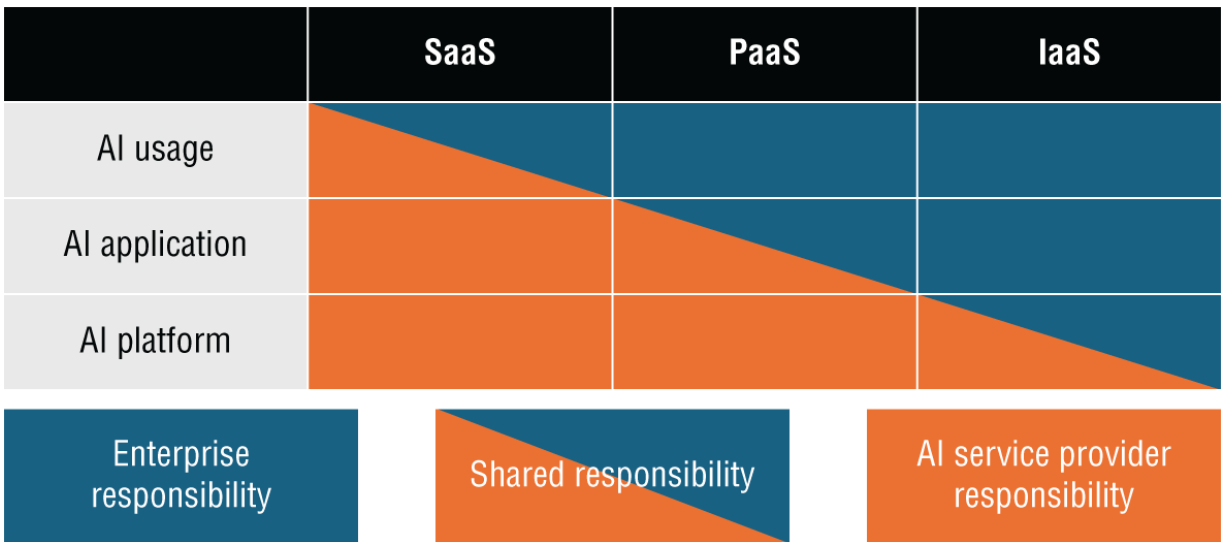 SaaS PaaS IaaS
AI usage
AI application
AI platform
Enterprise
responsibility
Shared responsibility
AI service provider
responsibility